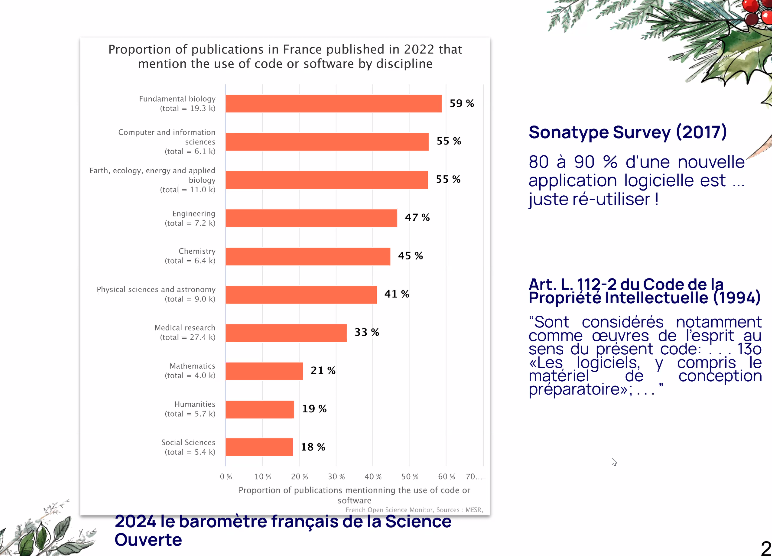 Proportion of publications in France published in 2022 that
mention the use of code or software by discipline
Fundamental biology
(total = 19.3 k)
59 %
Computer and information
sciences
(total = 6.1 k)
55 %
Earth, ecology, energy and applied
biology
(total = 11.0 k)
55 %
Engineering
(total = 7.2 k)
47 %
Chemistry
(total = 6.4 k)
45 %
Physical sciences and astronomy
(total = 9.0 k)
41 %
Medical research
(total = 27.4 k)
33 %
Mathematics
(total = 4.0 k)
21 %
Humanities
(total = 5.7 k)
19 %
Social Sciences
(total = 5.4 k)
18 %
0 % 10 % 20 % 30 % 40 % 50 % 60 % 70...
Proportion of publications mentionning the use of code or
software
French Open Science Monitor, Sources : MESR,
2024 le baromètre français de la Science
Ouverte
Sonatype Survey (2017)
80 à 90 % d'une nouvelle
application logicielle est ...
juste ré-utiliser !
Art. L. 112-2 du Code de la
Propriété Intellectuelle (1994)
"Sont considérés notamment
comme œuvres de l'esprit au
sens du présent code: . . . 13o
«Les logiciels, y compris le
matériel de conception
préparatoire»; . . . "
2